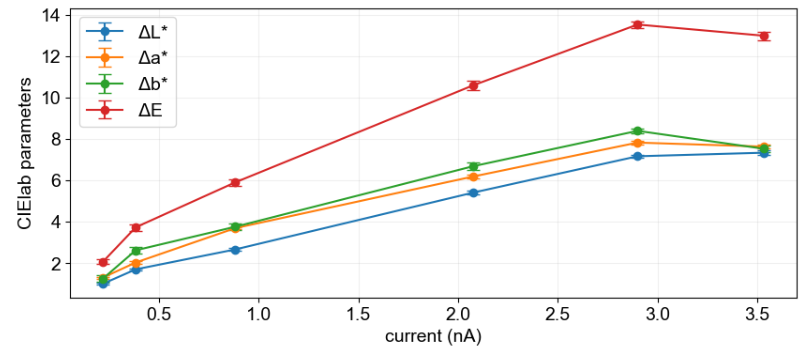 14
12
10
8
6
4
2
CIElab parameters
ΔL*
Δa*
Δb*
ΔE
0.5 1.0 1.5 2.0 2.5 3.0 3.5
current (nA)